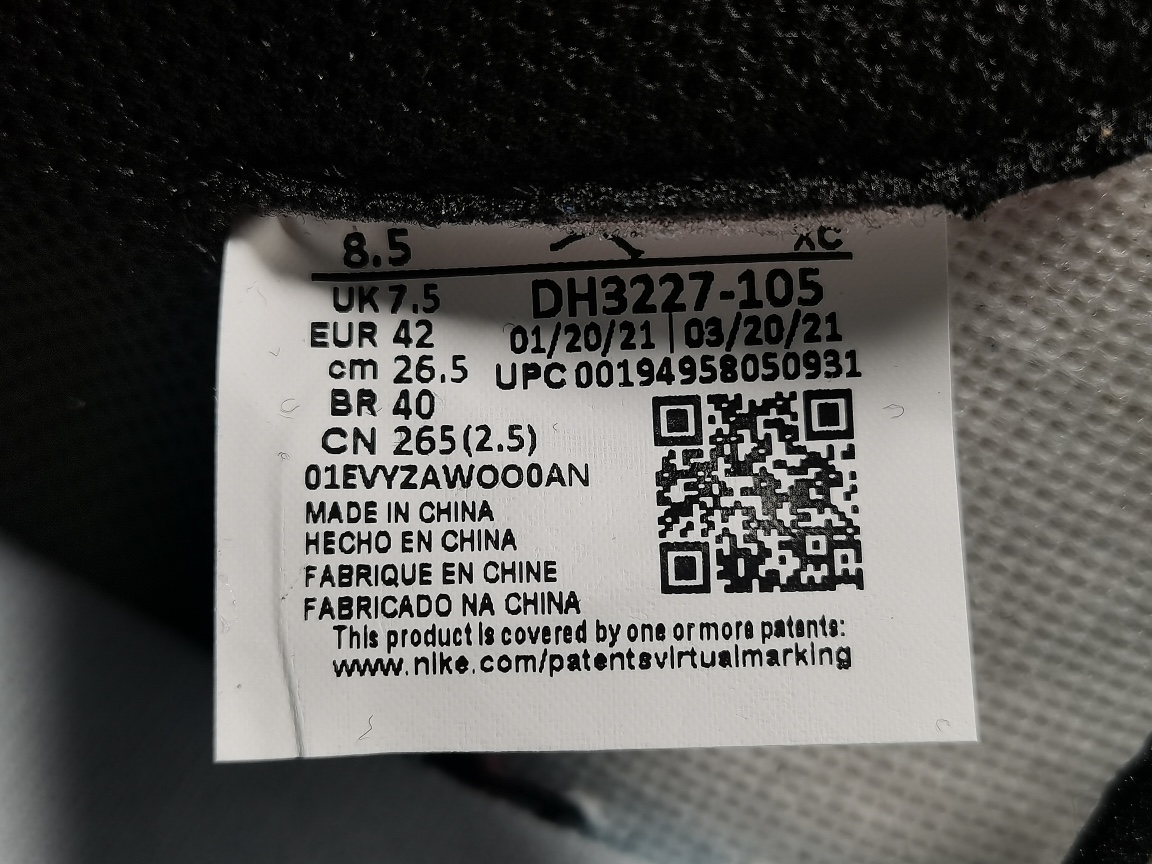 8.5 XC
UK 7.5 DH3227-105
EUR 42 01/20/21 | 03/20/21
cm 26.5 UPC 00194958050931
BR 40
CN 265(2.5)
01EVYZAWOO0AN
MADE IN CHINA
HECHO EN CHINA
FABRIQUE EN CHINE
FABRICADO NA CHINA
This product is covered by one or more patents:
www.nike.com/patentsvirtualmarking